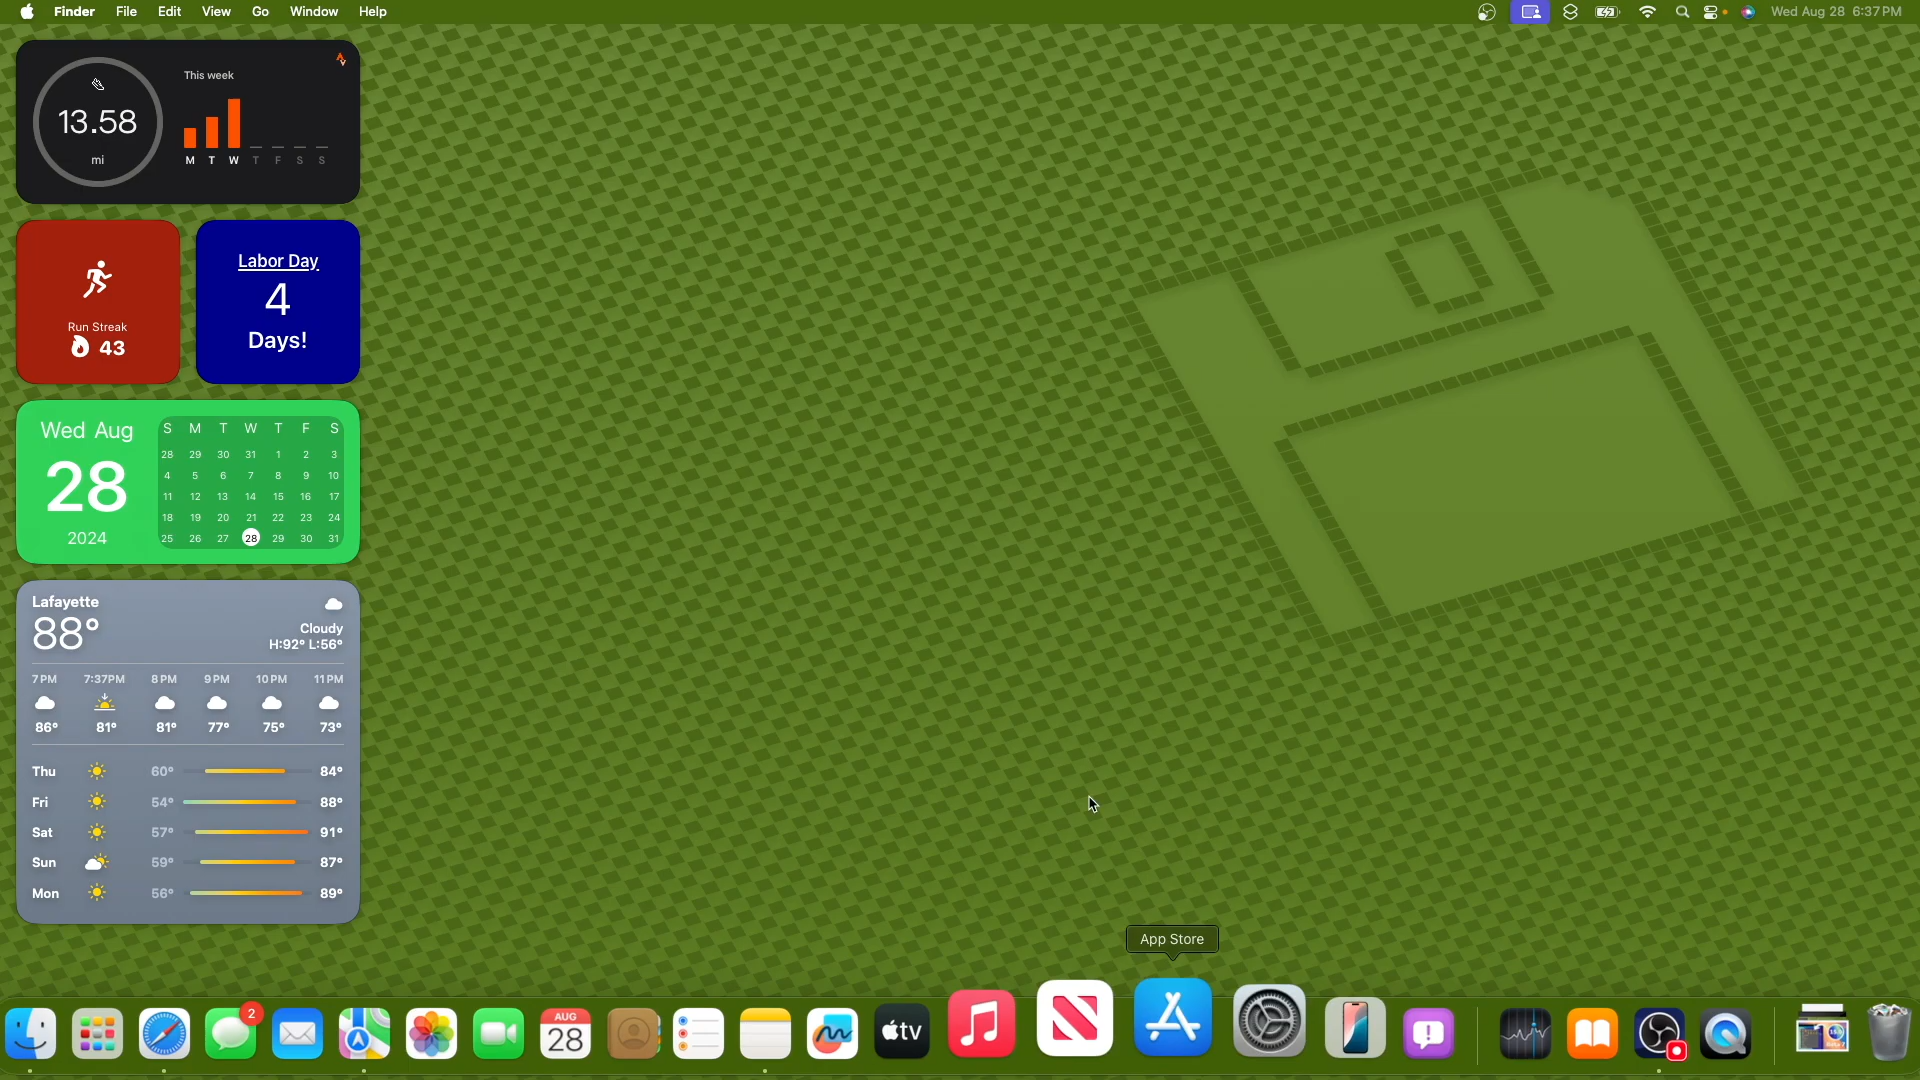 Finder File Edit View Go Window Help
Wed Aug 28 6:37 PM
This week
13.58
mi
M T W T F S S
Run Streak
43
Labor Day
4
Days!
Wed Aug
28
2024
S M T W T F S
28 29 30 31 1 2 3
4 5 6 7 8 9 10
11 12 13 14 15 16 17
18 19 20 21 22 23 24
25 26 27 28 29 30 31
Lafayette
88°
Cloudy
H:92° L:56°
7 PM 7:37PM 8 PM 9 PM 10 PM 11 PM
86° 81° 81° 77° 75° 73°
Thu 60° 84°
Fri 54° 88°
Sat 57° 91°
Sun 59° 87°
Mon 56° 89°
App Store
2
AUG
28
tv